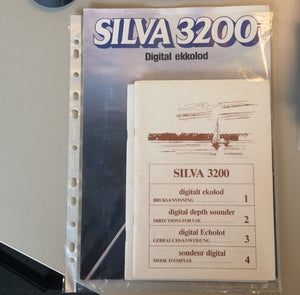 SILVA 3200
Digital ekkolod
SILVA 3200
digitalt ekolod
BRUKSANVISNING 1
digital depth sounder
DIRECTIONS FOR USE 2
digital Echolot
GEBRAUCHSANWEISUNG 3
sondeur digital
MODE D'EMPLOI 4